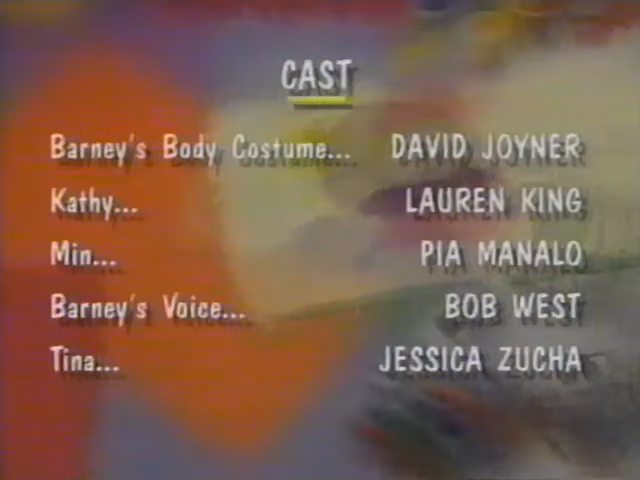 CAST
Barney's Body Costume... DAVID JOYNER
Kathy... LAUREN KING
Min... PIA MANALO
Barney's Voice... BOB WEST
Tina... JESSICA ZUCHA